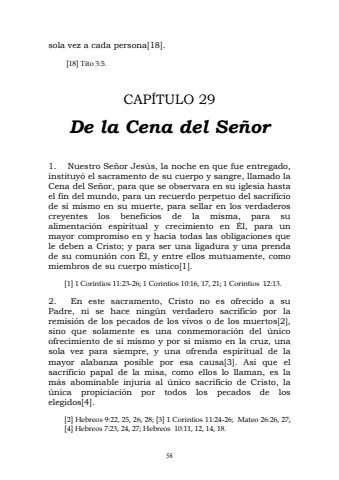 sola vez a cada persona[18].
[18] Tito 3:5.
CAPÍTULO 29
De la Cena del Señor
1. Nuestro Señor Jesús, la noche en que fue entregado,
instituyó el sacramento de su cuerpo y sangre, llamado la
Cena del Señor, para que se observara en su iglesia hasta
el fin del mundo, para un recuerdo perpetuo del sacrificio
de sí mismo en su muerte, para sellar en los verdaderos
creyentes los beneficios de la misma, para su
alimentación espiritual y crecimiento en Él, para un
mayor compromiso en y hacia todas las obligaciones que
le deben a Cristo; y para ser una ligadura y una prenda
de su comunión con Él, y entre ellos mutuamente, como
miembros de su cuerpo místico[1].
[1] 1 Corintios 11:23-26; 1 Corintios 10:16, 17, 21; 1 Corintios 12:13.
2. En este sacramento, Cristo no es ofrecido a su
Padre, ni se hace ningún verdadero sacrificio por la
remisión de los pecados de los vivos o de los muertos[2],
sino que solamente es una conmemoración del único
ofrecimiento de sí mismo y por sí mismo en la cruz, una
sola vez para siempre, y una ofrenda espiritual de la
mayor alabanza posible por esa causa[3]. Así que el
sacrificio papal de la misa, como ellos lo llaman, es la
más abominable injuria al único sacrificio de Cristo, la
única propiciación por todos los pecados de los
elegidos[4].
[2] Hebreos 9:22, 25, 26, 28; [3] 1 Corintios 11:24-26; Mateo 26:26, 27;
[4] Hebreos 7:23, 24, 27; Hebreos 10:11, 12, 14, 18.
58